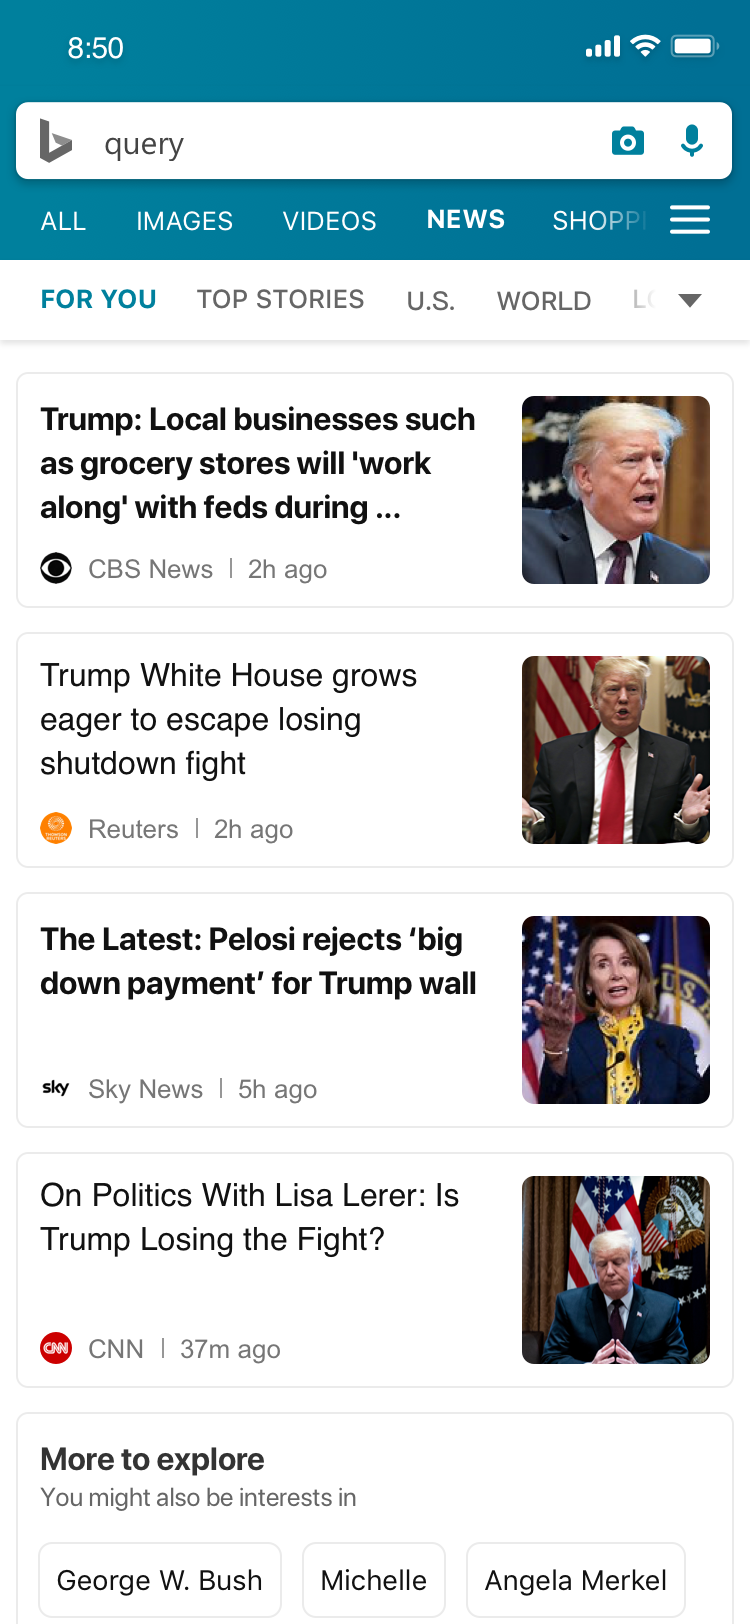 8:50
query
ALL IMAGES VIDEOS NEWS SHOPP
FOR YOU TOP STORIES U.S. WORLD
Trump: Local businesses such
as grocery stores will 'work
along' with feds during ...
CBS News | 2h ago
Trump White House grows
eager to escape losing
shutdown fight
THOMSON
REUTERS
Reuters | 2h ago
The Latest: Pelosi rejects ‘big
down payment’ for Trump wall
sky
Sky News | 5h ago
On Politics With Lisa Lerer: Is
Trump Losing the Fight?
CNN
CNN | 37m ago
More to explore
You might also be interests in
George W. Bush Michelle Angela Merkel